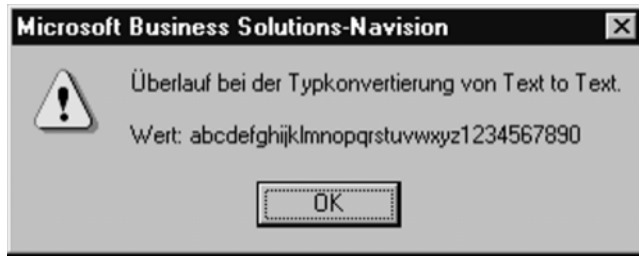 Microsoft Business Solutions-Navision
Überlauf bei der Typkonvertierung von Text to Text.
Wert: abcdefghijklmnopqrstuvwxyz1234567890
OK